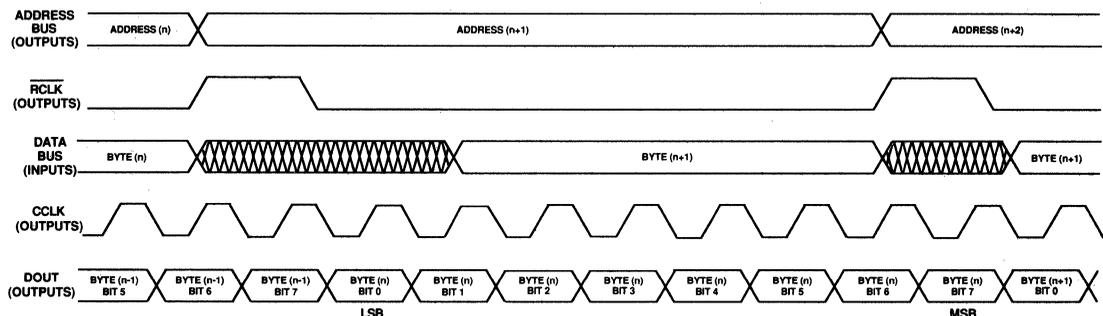 ADDRESS
BUS
(OUTPUTS)
ADDRESS (n)
ADDRESS (n+1)
ADDRESS (n+2)
RCLK
(OUTPUTS)
DATA
BUS
(INPUTS)
BYTE (n)
BYTE (n+1)
BYTE (n+1)
CCLK
(OUTPUTS)
DOUT
(OUTPUTS)
BYTE (n-1)
BIT 5
BYTE (n-1)
BIT 6
BYTE (n-1)
BIT 7
BYTE (n)
BIT 0
BYTE (n)
BIT 1
BYTE (n)
BIT 2
BYTE (n)
BIT 3
BYTE (n)
BIT 4
BYTE (n)
BIT 5
BYTE (n)
BIT 6
BYTE (n)
BIT 7
BYTE (n+1)
BIT 0
LSB
MSB